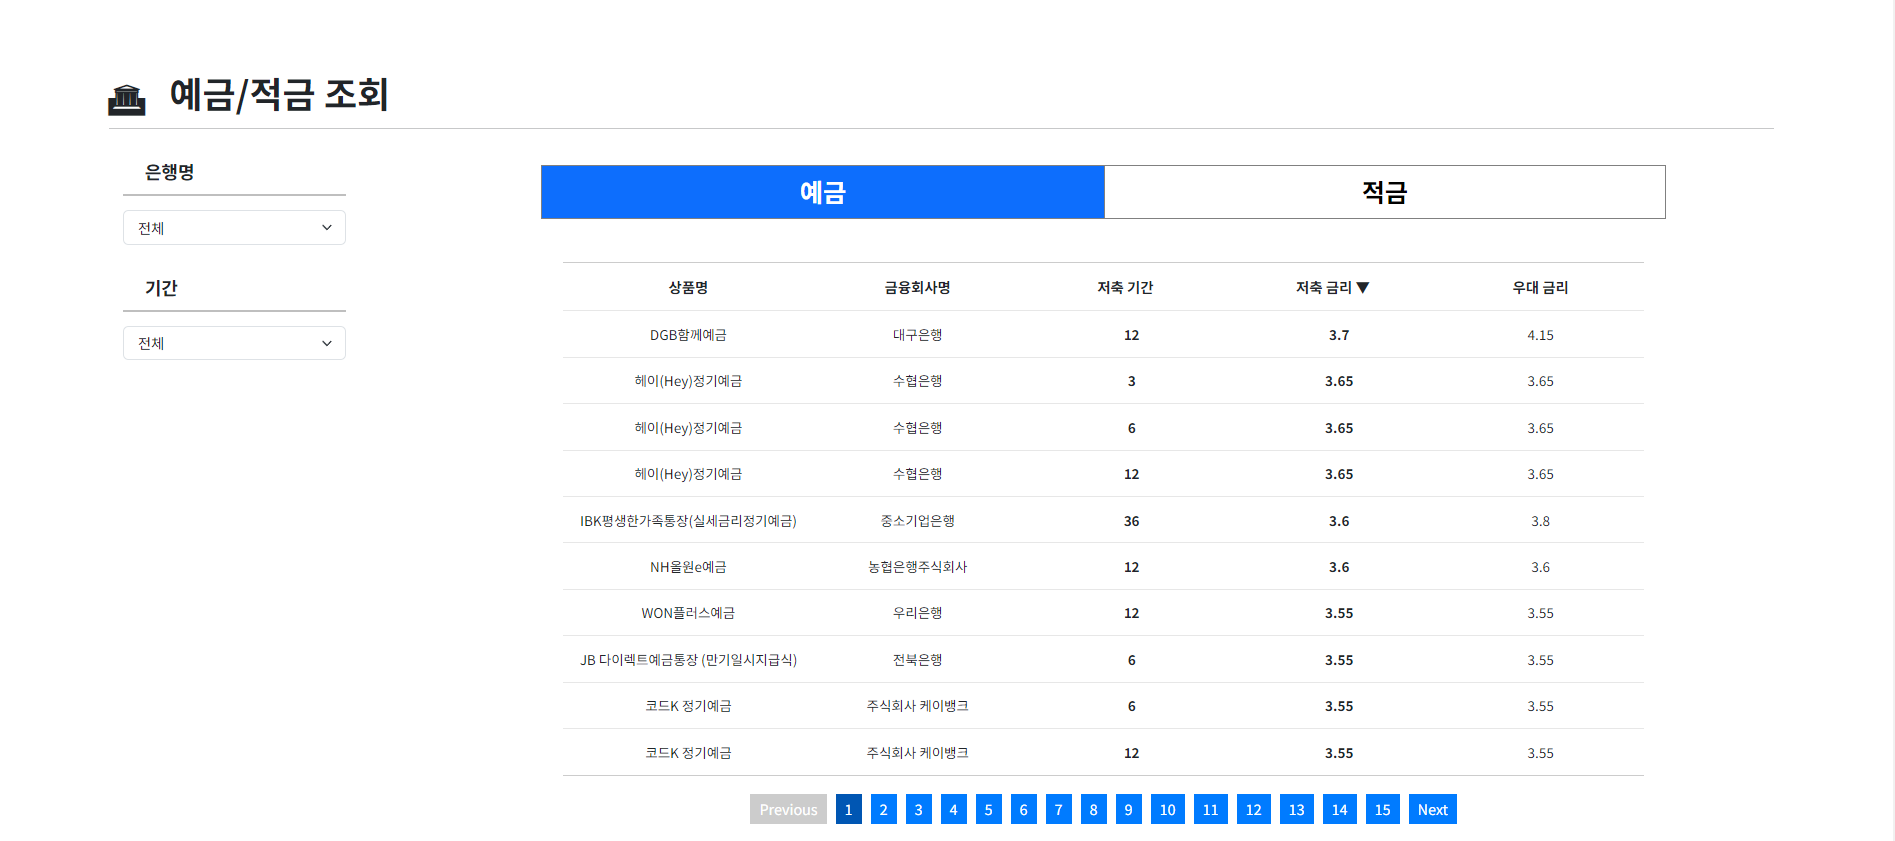 예금/적금 조회
은행명
전체
기간
전체
예금 적금
상품명 금융회사명 저축 기간 저축 금리 ▼ 우대 금리
DGB함께예금 대구은행 12 3.7 4.15
헤이(Hey)정기예금 수협은행 3 3.65 3.65
헤이(Hey)정기예금 수협은행 6 3.65 3.65
헤이(Hey)정기예금 수협은행 12 3.65 3.65
IBK평생한가족통장(실세금리정기예금) 중소기업은행 36 3.6 3.8
NH올원e예금 농협은행주식회사 12 3.6 3.6
WON플러스예금 우리은행 12 3.55 3.55
JB 다이렉트예금통장 (만기일시지급식) 전북은행 6 3.55 3.55
코드K 정기예금 주식회사 케이뱅크 6 3.55 3.55
코드K 정기예금 주식회사 케이뱅크 12 3.55 3.55
Previous 1 2 3 4 5 6 7 8 9 10 11 12 13 14 15 Next